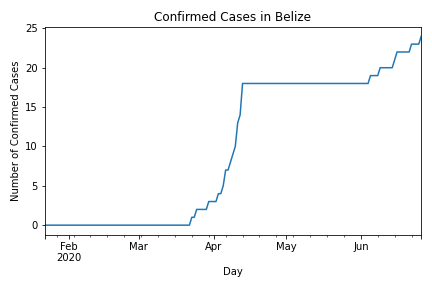 Confirmed Cases in Belize
Number of Confirmed Cases
25
20
15
10
5
0
Feb
2020
Mar
Apr
May
Jun
Day